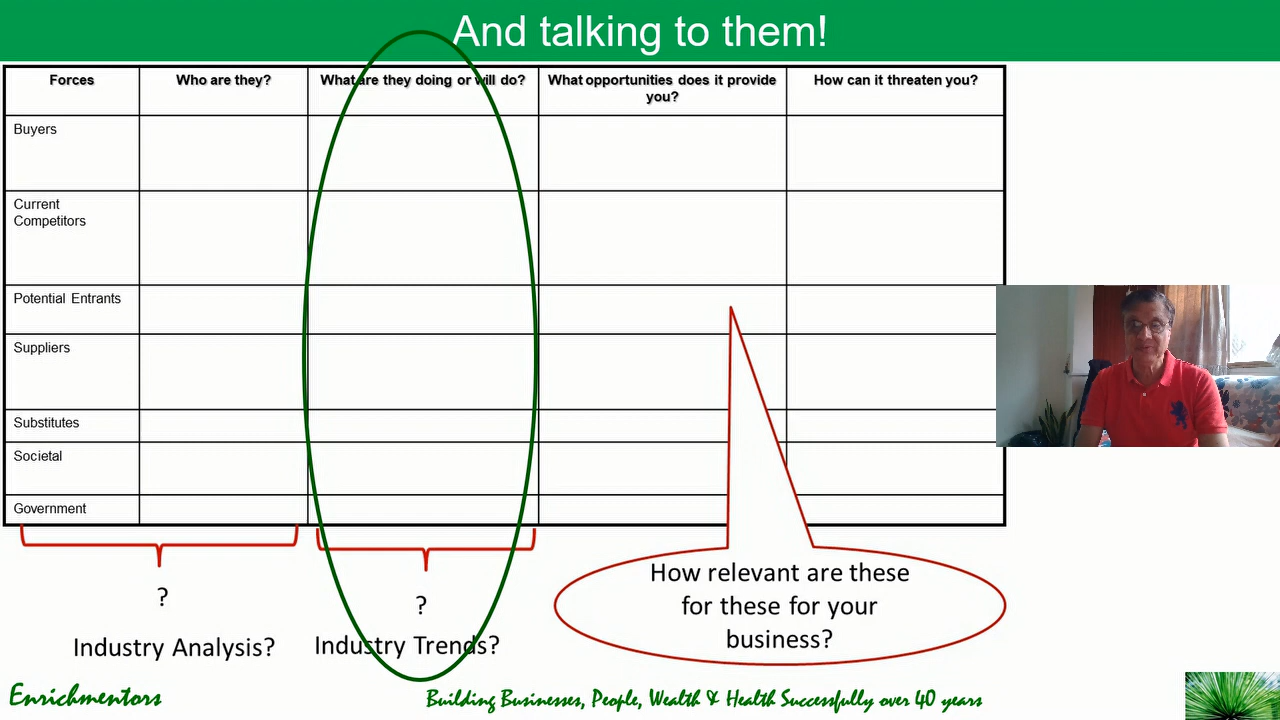 And talking to them!
Forces
Who are they?
What are they doing or will do?
What opportunities does it provide
you?
How can it threaten you?
Buyers
Current
Competitors
Potential Entrants
Suppliers
Substitutes
Societal
Government
?
Industry Analysis?
?
Industry Trends?
How relevant are these
for these for your
business?
Enrichmentors
Building Businesses, People, Wealth & Health Successfully over 40 years